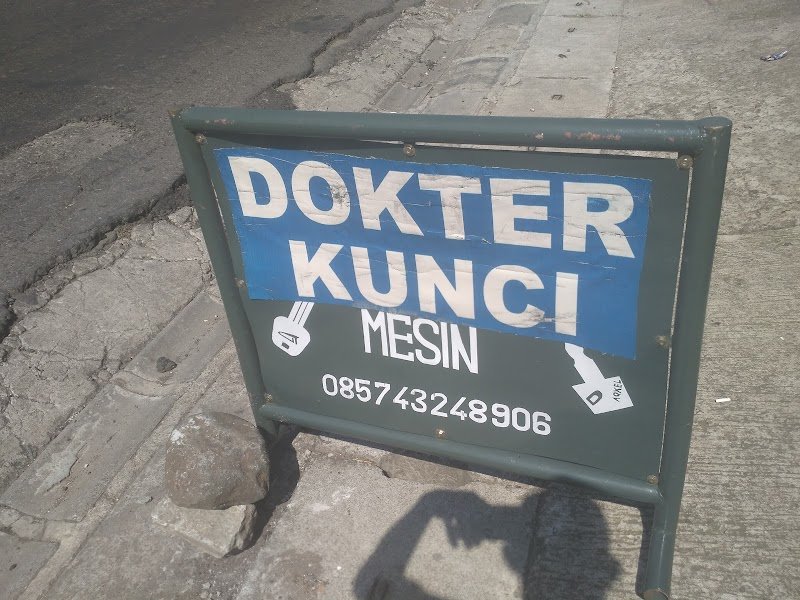 DOKTER
KUNCI
MESIN
085743248906